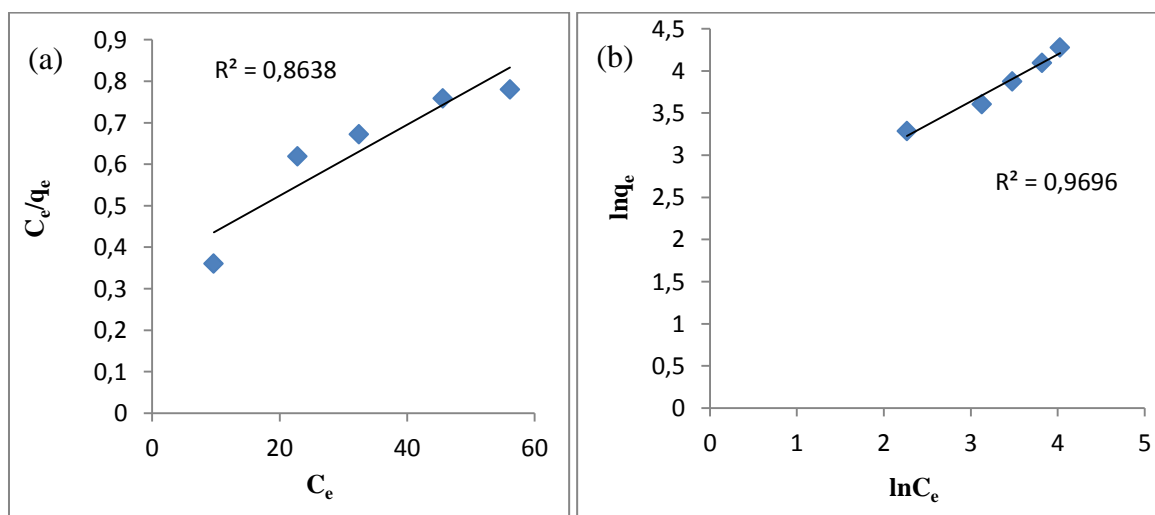 (a)
R² = 0,8638
0,9
0,8
0,7
0,6
0,5
0,4
0,3
0,2
0,1
0
Cₑ/qₑ
0 20 40 60
Cₑ
(b)
4,5
4
3,5
3
2,5
2
1,5
1
0,5
0
lnqₑ
R² = 0,9696
0 1 2 3 4 5
lnCₑ